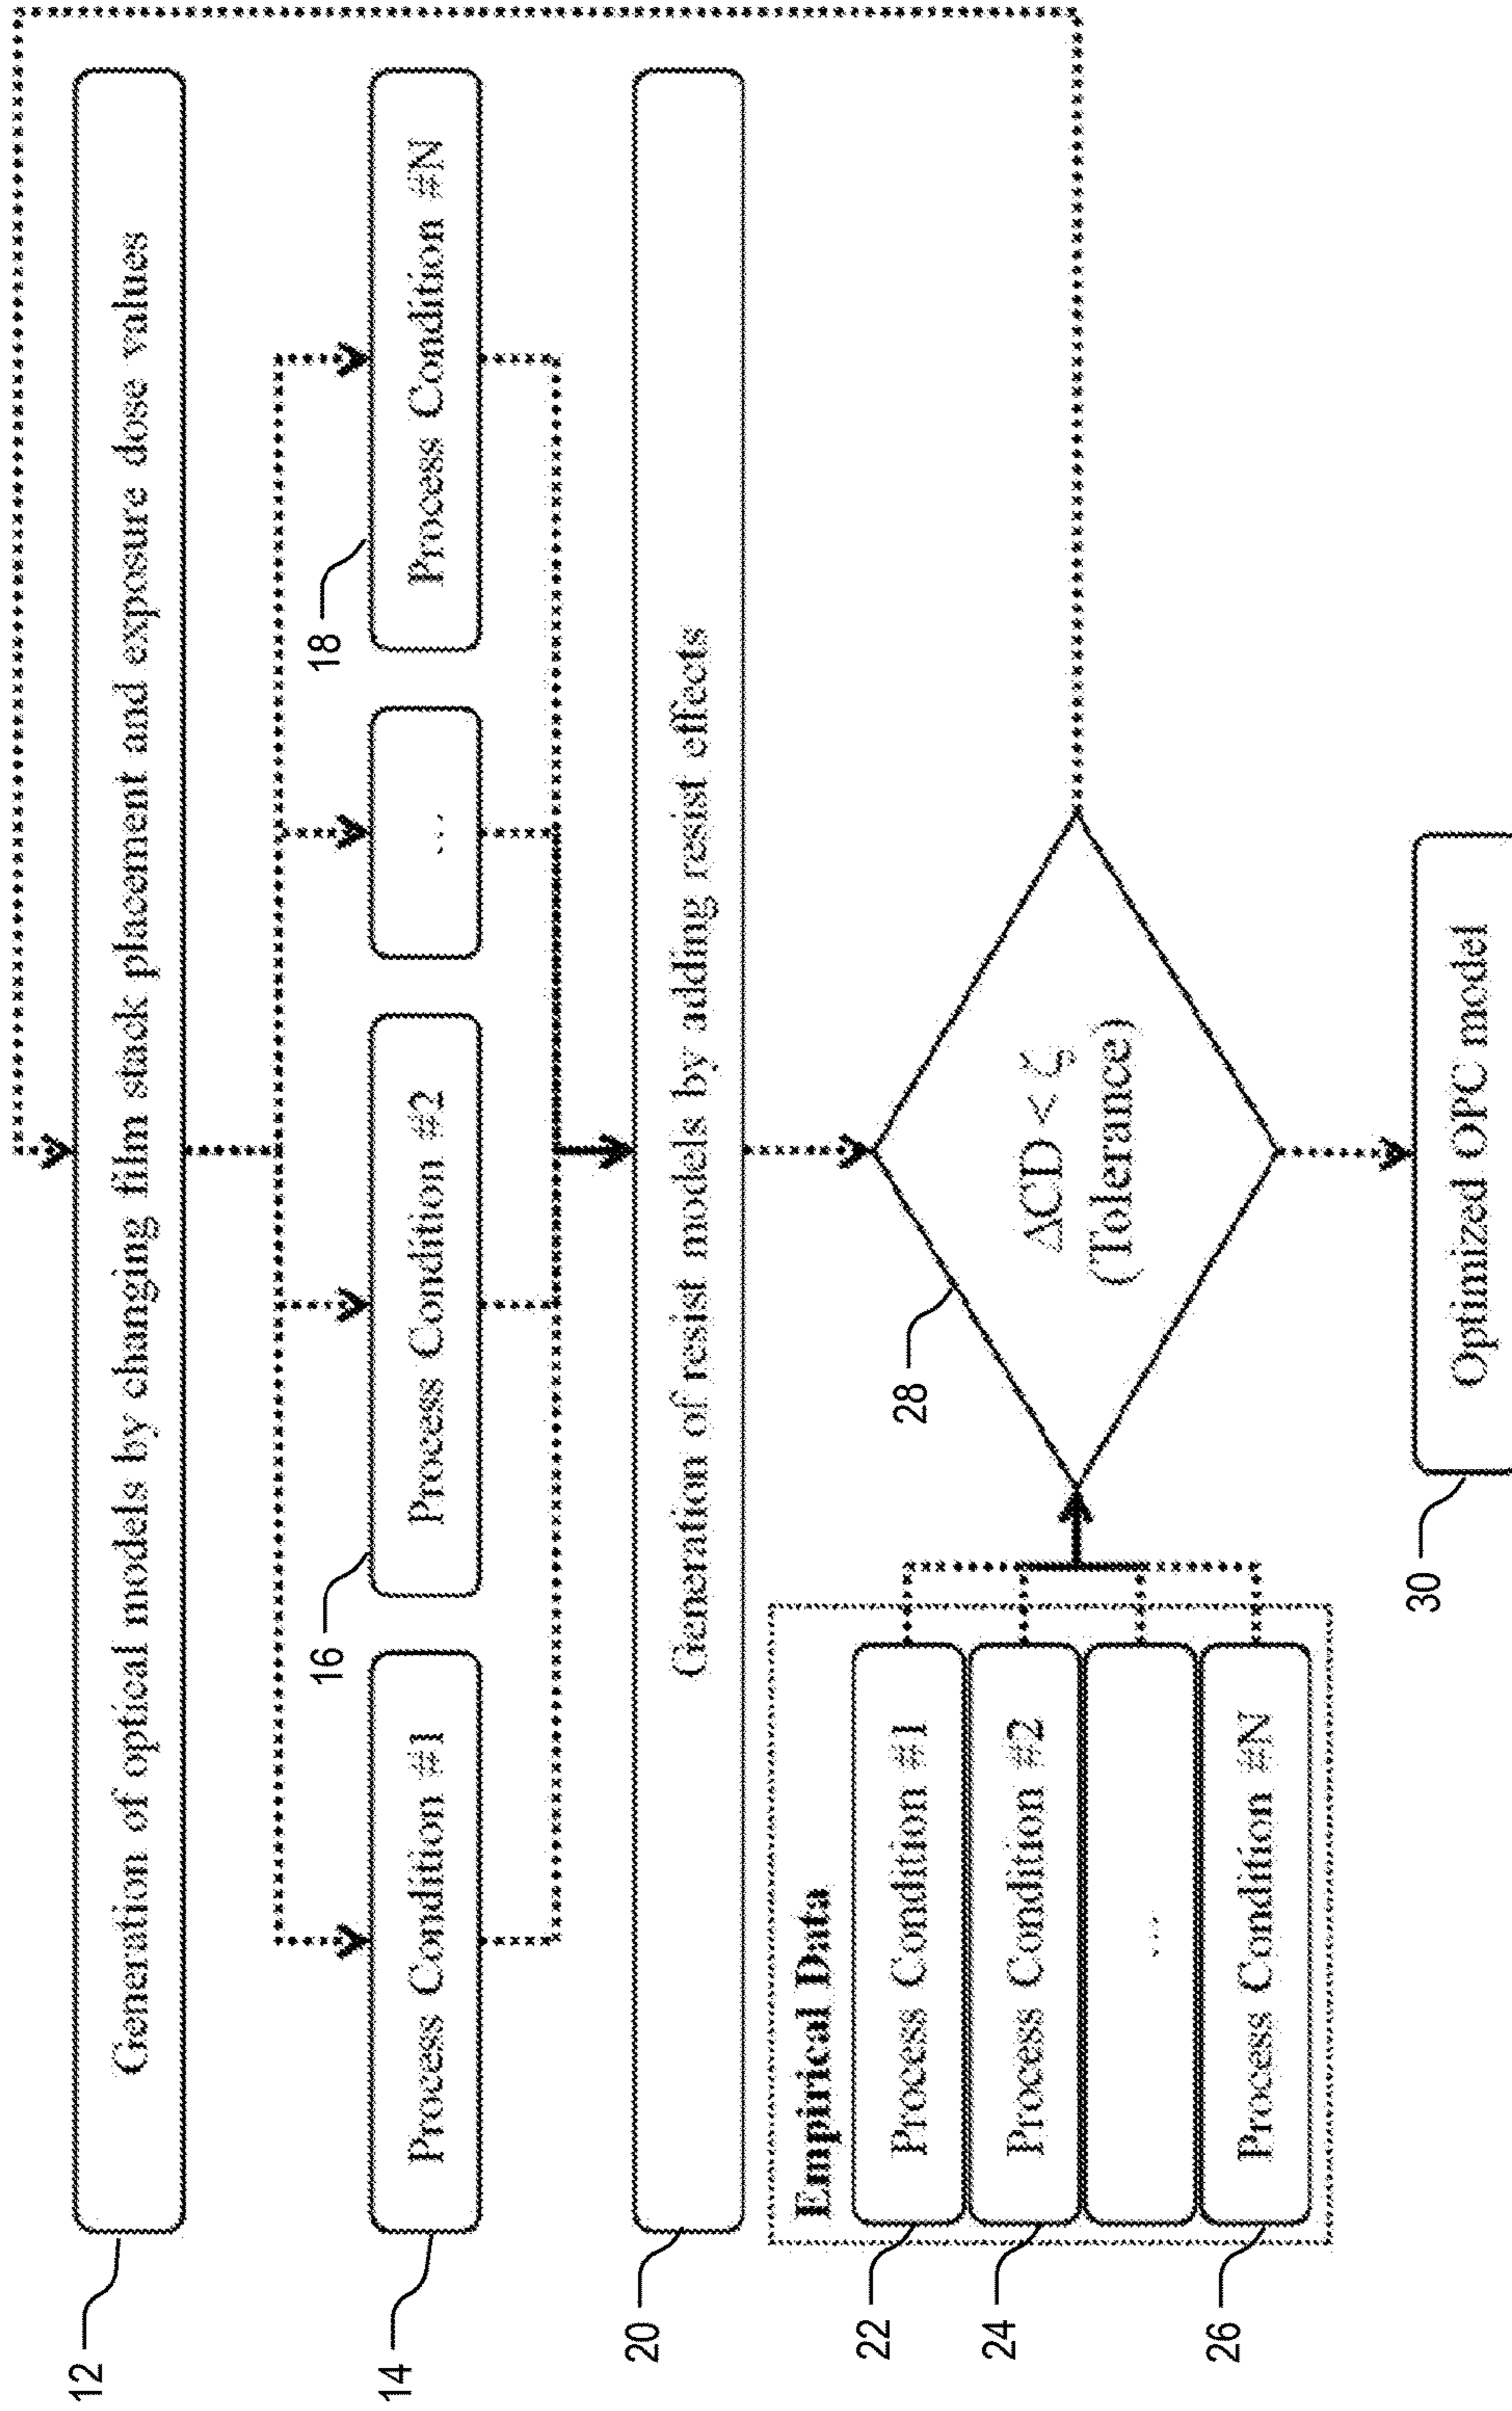 12
Generation of optical models by changing film stack placement and exposure dose values
14
Process Condition #1
16
Process Condition #2
...
18
Process Condition #N
20
Generation of resist models by adding resist effects
Empirical Data
22
Process Condition #1
24
Process Condition #2
...
26
Process Condition #N
28
ΔCD < ζ
(Tolerance)
30
Optimized OPC model